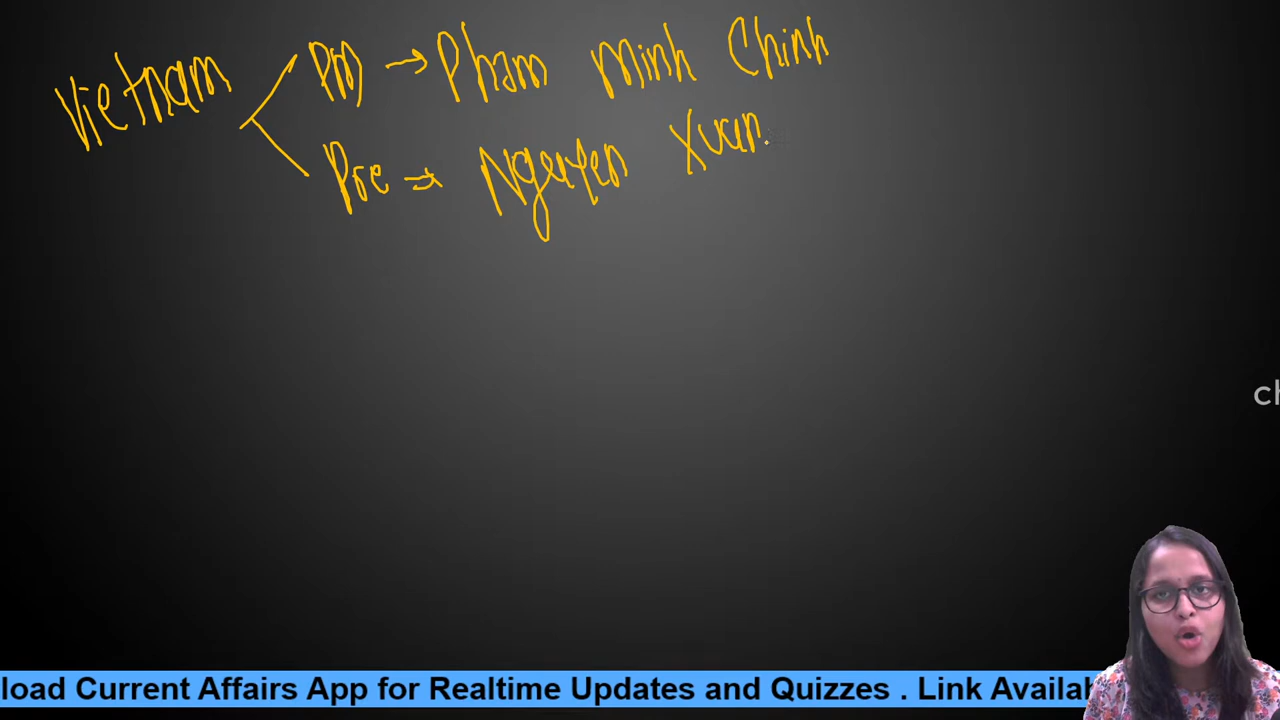 Vietnam
PM → Pham Minh Chinh
Pre → Nguyen Xuan
ch
load Current Affairs App for Realtime Updates and Quizzes . Link Availab